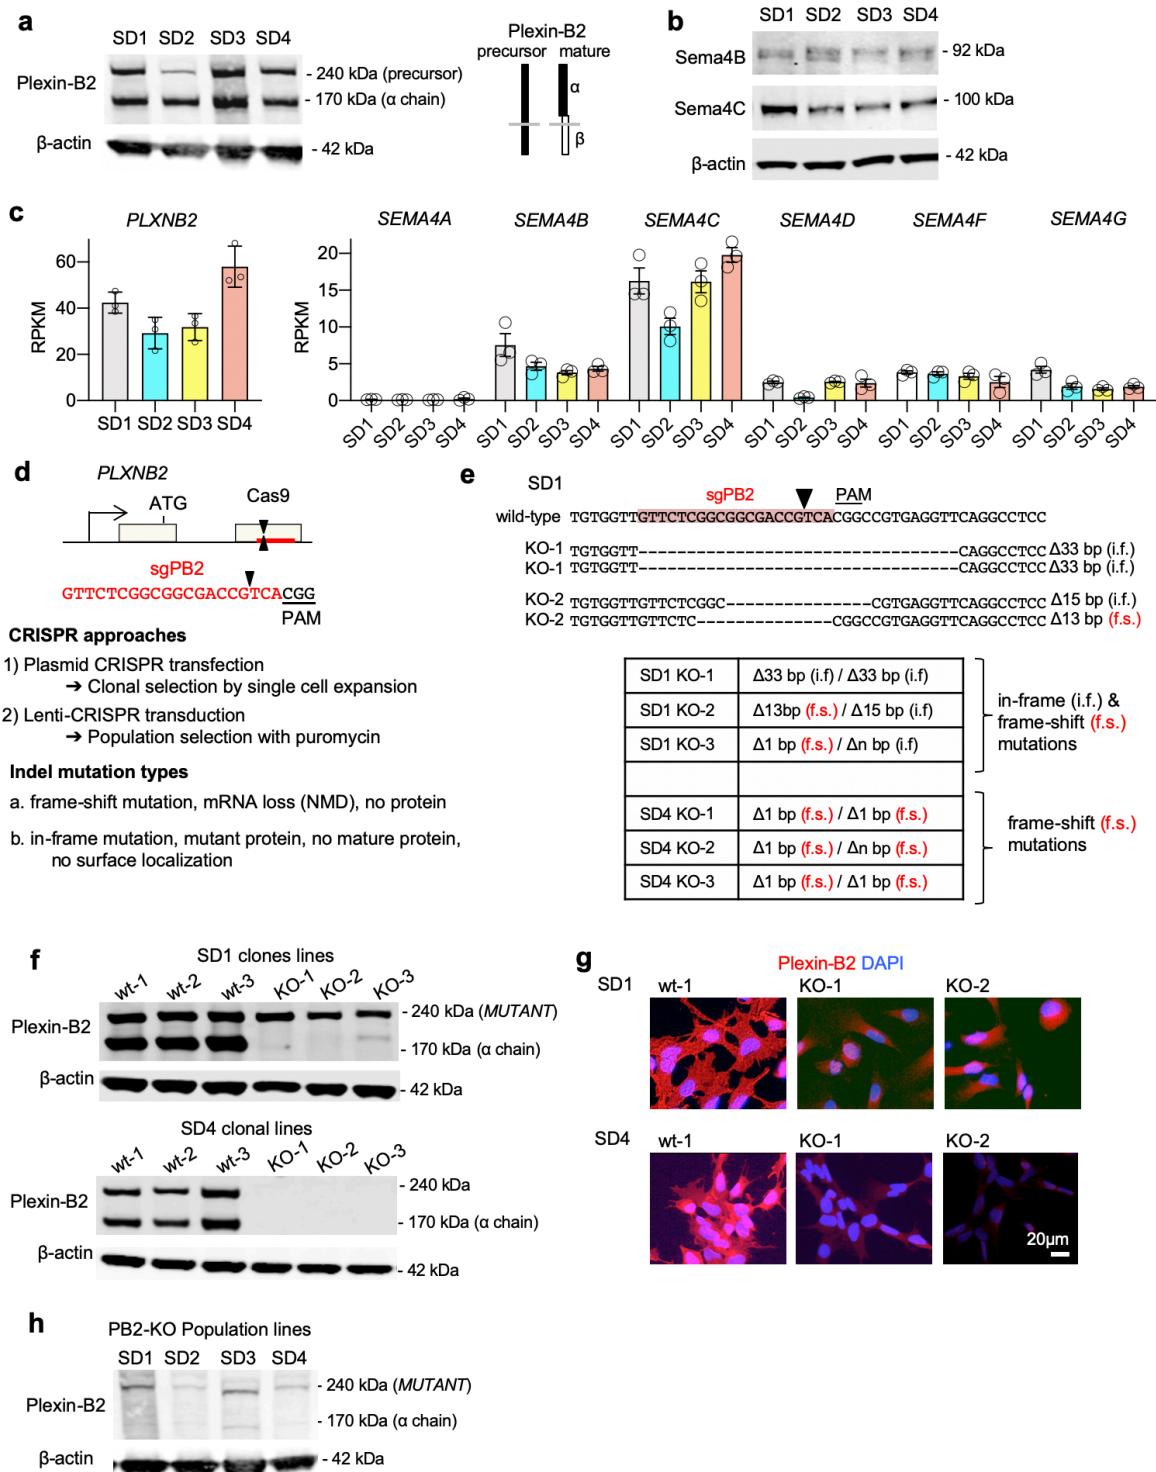 a
SD1 SD2 SD3 SD4
Plexin-B2
- 240 kDa (precursor)
- 170 kDa (α chain)
β-actin
- 42 kDa
Plexin-B2
precursor mature
α
β
b
SD1 SD2 SD3 SD4
Sema4B
- 92 kDa
Sema4C
- 100 kDa
β-actin
- 42 kDa
c
PLXNB2
RPKM
60
40
20
0
SD1 SD2 SD3 SD4
SEMA4A SEMA4B SEMA4C SEMA4D SEMA4F SEMA4G
RPKM
20
15
10
5
0
SD1 SD2 SD3 SD4 SD1 SD2 SD3 SD4 SD1 SD2 SD3 SD4 SD1 SD2 SD3 SD4 SD1 SD2 SD3 SD4 SD1 SD2 SD3 SD4
d
PLXNB2
ATG
Cas9
sgPB2
GTTCTCGGCGGCGACCGTCACGG
PAM
CRISPR approaches
1) Plasmid CRISPR transfection
➔ Clonal selection by single cell expansion
2) Lenti-CRISPR transduction
➔ Population selection with puromycin
Indel mutation types
a. frame-shift mutation, mRNA loss (NMD), no protein
b. in-frame mutation, mutant protein, no mature protein,
no surface localization
e
SD1
sgPB2
PAM
wild-type TGTGGTTGTTCTCGGCGGCGACCGTCACGGCCGTGAGGTTCAGGCCTCC
KO-1 TGTGGTT---------------------------------CAGGCCTCC Δ33 bp (i.f.)
KO-1 TGTGGTT---------------------------------CAGGCCTCC Δ33 bp (i.f.)
KO-2 TGTGGTTGTTCTCGGC---------------CGTGAGGTTCAGGCCTCC Δ15 bp (i.f.)
KO-2 TGTGGTTGTTCTC-------------CGGCCGTGAGGTTCAGGCCTCC Δ13 bp (f.s.)
SD1 KO-1 Δ33 bp (i.f) / Δ33 bp (i.f)
SD1 KO-2 Δ13bp (f.s.) / Δ15 bp (i.f)
SD1 KO-3 Δ1 bp (f.s.) / Δn bp (i.f)
in-frame (i.f.) &
frame-shift (f.s.)
mutations
SD4 KO-1 Δ1 bp (f.s.) / Δ1 bp (f.s.)
SD4 KO-2 Δ1 bp (f.s.) / Δn bp (f.s.)
SD4 KO-3 Δ1 bp (f.s.) / Δ1 bp (f.s.)
frame-shift (f.s.)
mutations
f
SD1 clones lines
wt-1 wt-2 wt-3 KO-1 KO-2 KO-3
Plexin-B2
- 240 kDa (MUTANT)
- 170 kDa (α chain)
β-actin
- 42 kDa
SD4 clonal lines
wt-1 wt-2 wt-3 KO-1 KO-2 KO-3
Plexin-B2
- 240 kDa
- 170 kDa (α chain)
β-actin
- 42 kDa
g
Plexin-B2 DAPI
SD1 wt-1 KO-1 KO-2
SD4 wt-1 KO-1 KO-2
20μm
h
PB2-KO Population lines
SD1 SD2 SD3 SD4
Plexin-B2
- 240 kDa (MUTANT)
- 170 kDa (α chain)
β-actin
- 42 kDa